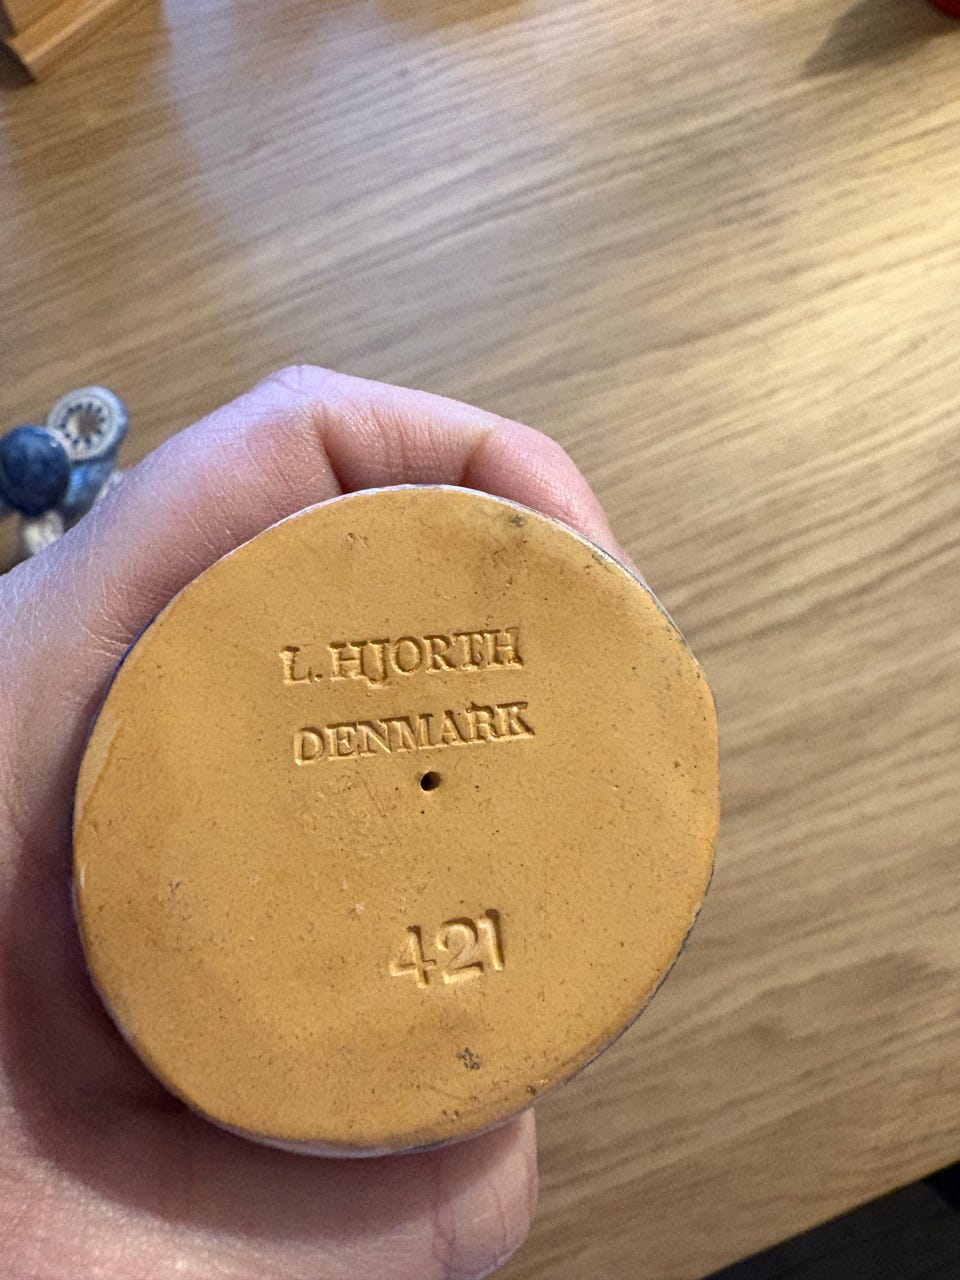 L. HJORTH
DENMARK
421